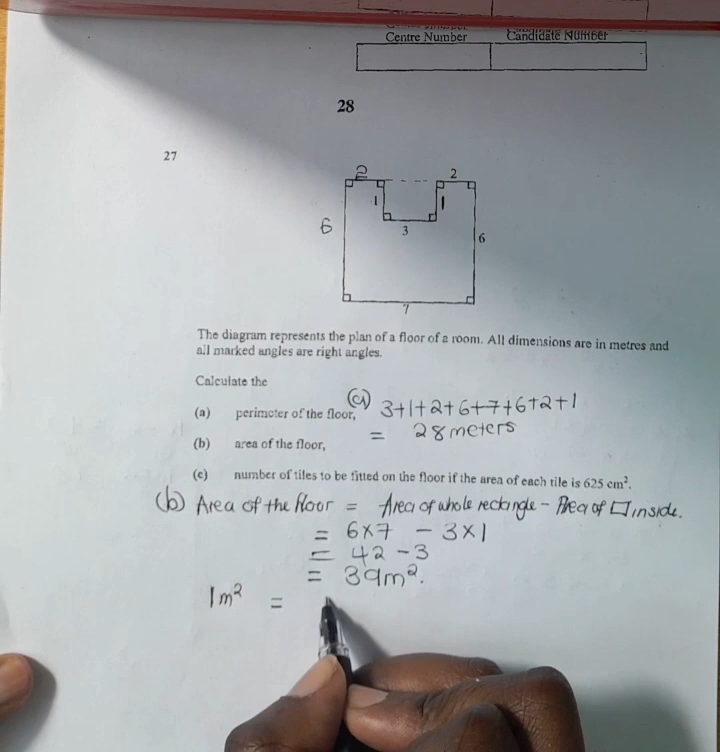 Centre Number Candidate Number
28
27
2 2
1 1
3
6 6
7
The diagram represents the plan of a floor of a room. All dimensions are in metres and
all marked angles are right angles.
Calculate the
(a) perimeter of the floor, (a) 3+1+2+6+7+6+2+1
= 28 meters
(b) area of the floor,
(c) number of tiles to be fitted on the floor if the area of each tile is 625 cm².
(b) Area of the floor = Area of whole rectangle - Area of □ inside.
= 6×7 - 3×1
= 42 - 3
= 39m².
1m² =